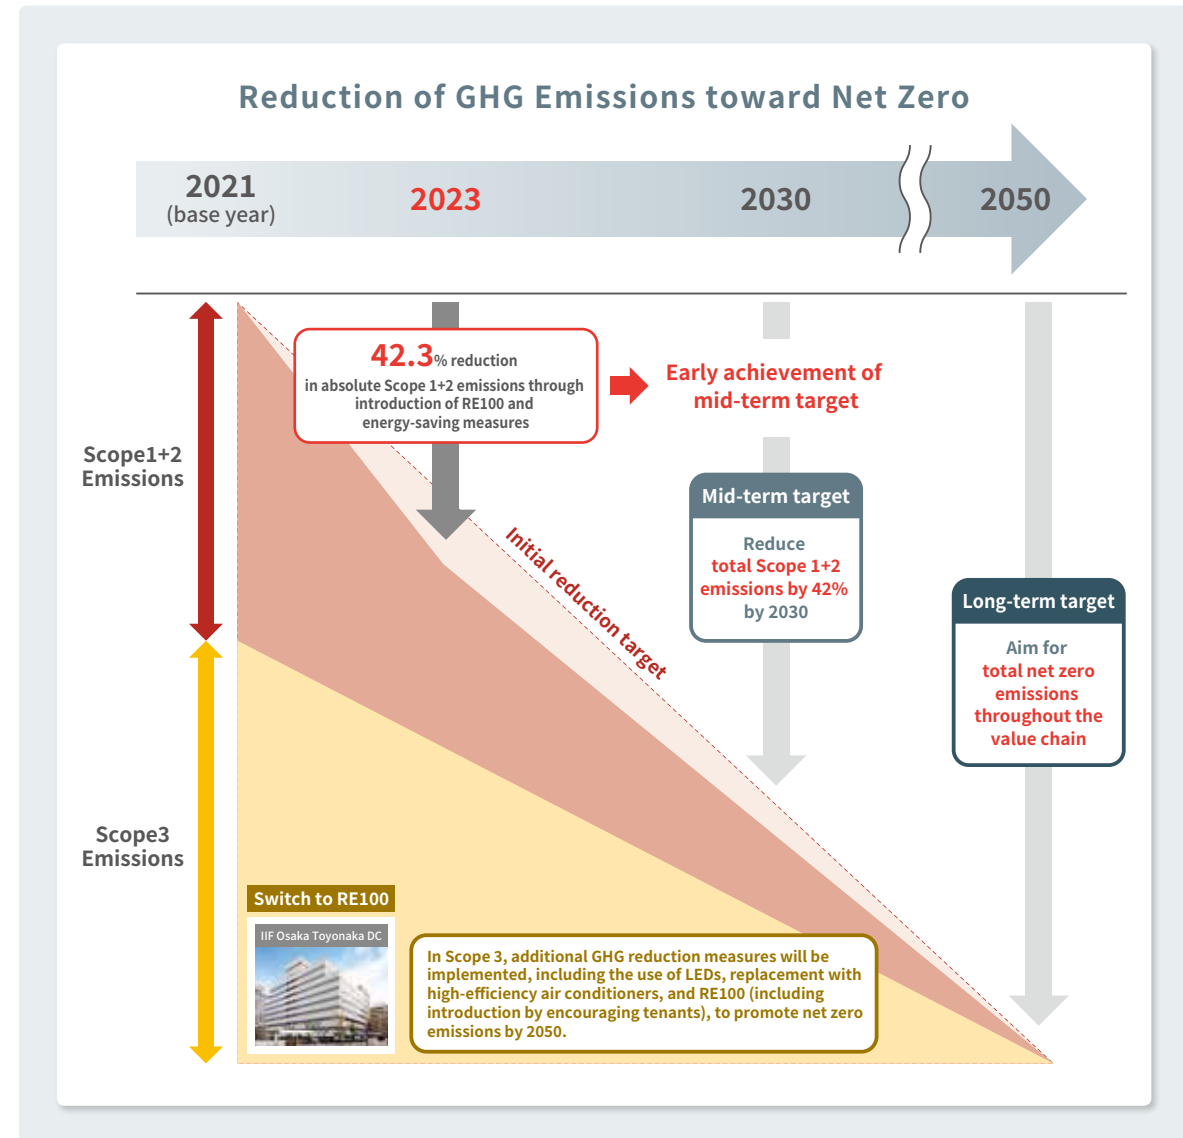 Reduction of GHG Emissions toward Net Zero
2021
(base year)
2023
2030
2050
42.3% reduction
in absolute Scope 1+2 emissions through
introduction of RE100 and
energy-saving measures
Early achievement of
mid-term target
Scope1+2
Emissions
Initial reduction target
Mid-term target
Reduce
total Scope 1+2
emissions by 42%
by 2030
Long-term target
Aim for
total net zero
emissions
throughout the
value chain
Scope3
Emissions
Switch to RE100
IIF Osaka Toyonaka DC
In Scope 3, additional GHG reduction measures will be
implemented, including the use of LEDs, replacement with
high-efficiency air conditioners, and RE100 (including
introduction by encouraging tenants), to promote net zero
emissions by 2050.